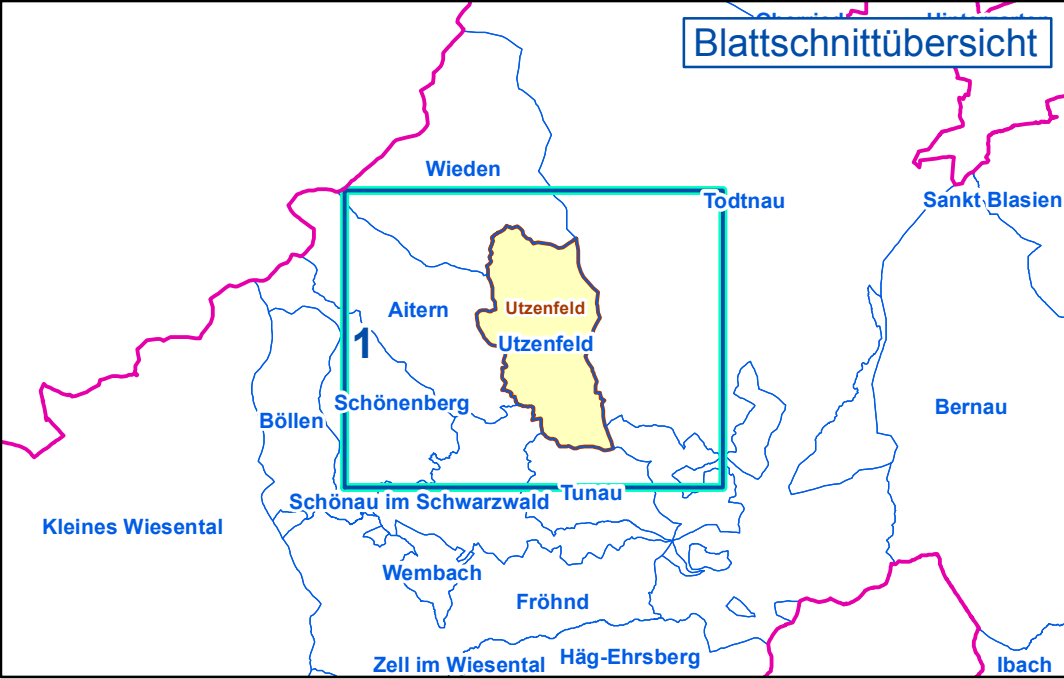 Blattschnittübersicht
Wieden
Todtnau
Sankt Blasien
Aitern
Utzenfeld
1
Utzenfeld
Schönenberg
Böllen
Bernau
Tunau
Schönau im Schwarzwald
Kleines Wiesental
Wembach
Fröhnd
Häg-Ehrsberg
Zell im Wiesental
Ibach